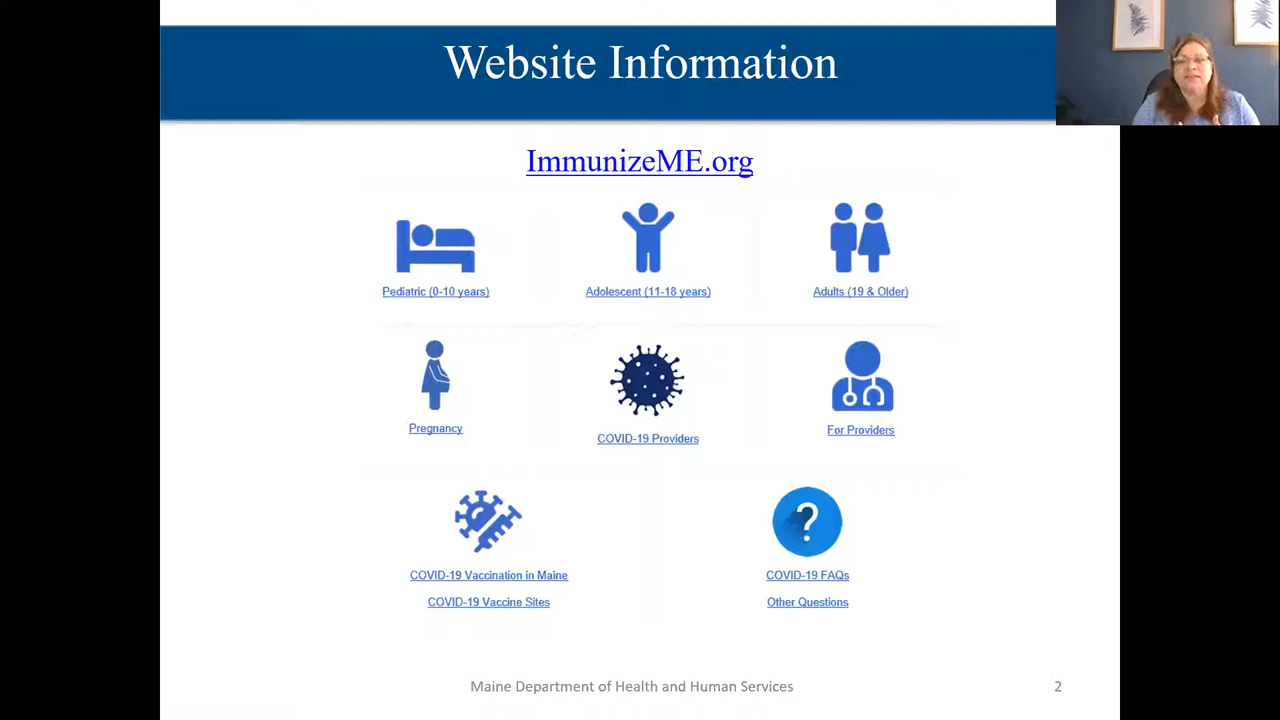 Website Information
ImmunizeME.org
Pediatric (0-10 years)
Adolescent (11-18 years)
Adults (19 & Older)
Pregnancy
COVID-19 Providers
For Providers
COVID-19 Vaccination in Maine
COVID-19 Vaccine Sites
?
COVID-19 FAQs
Other Questions
Maine Department of Health and Human Services
2